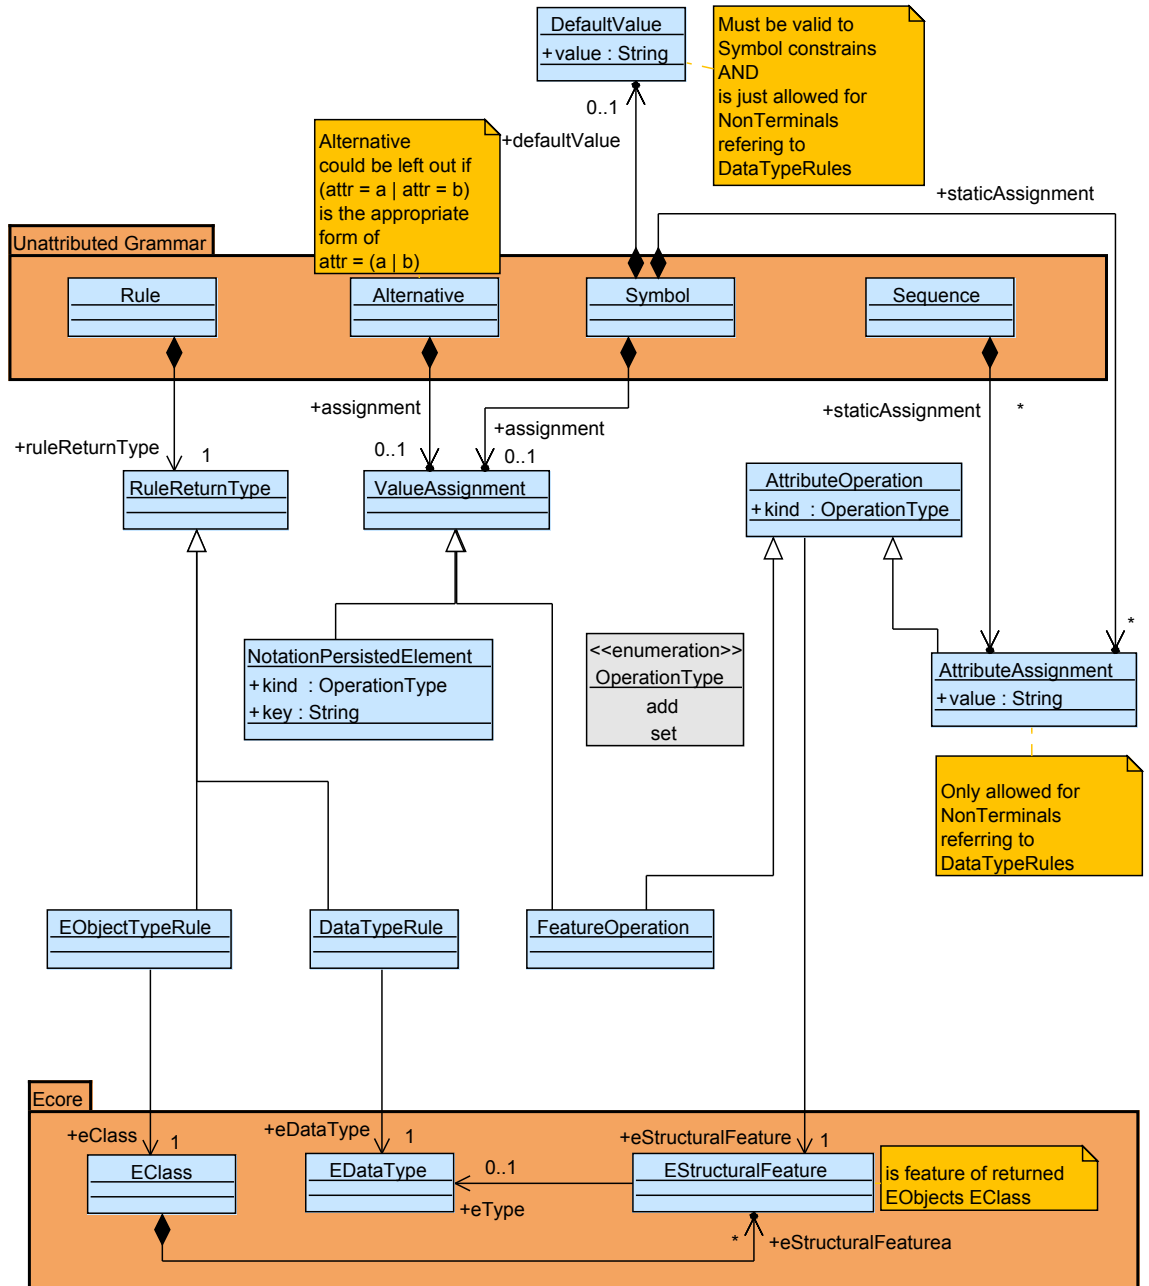 DefaultValue
+ value : String
Must be valid to
Symbol constrains
AND
is just allowed for
NonTerminals
refering to
DataTypeRules
0..1
+defaultValue
Alternative
could be left out if
(attr = a | attr = b)
is the appropriate
form of
attr = (a | b)
+staticAssignment
Unattributed Grammar
Rule
Alternative
Symbol
Sequence
+assignment
+staticAssignment
*
+assignment
+ruleReturnType
1
0..1
0..1
RuleReturnType
ValueAssignment
AttributeOperation
+ kind : OperationType
*
NotationPersistedElement
+ kind : OperationType
+ key : String
<<enumeration>>
OperationType
add
set
AttributeAssignment
+ value : String
Only allowed for
NonTerminals
referring to
DataTypeRules
EObjectTypeRule
DataTypeRule
FeatureOperation
Ecore
+eClass
1
+eDataType
1
+eStructuralFeature
1
EClass
EDataType
0..1
+eType
EStructuralFeature
is feature of returned
EObjects EClass
*
+eStructuralFeaturea